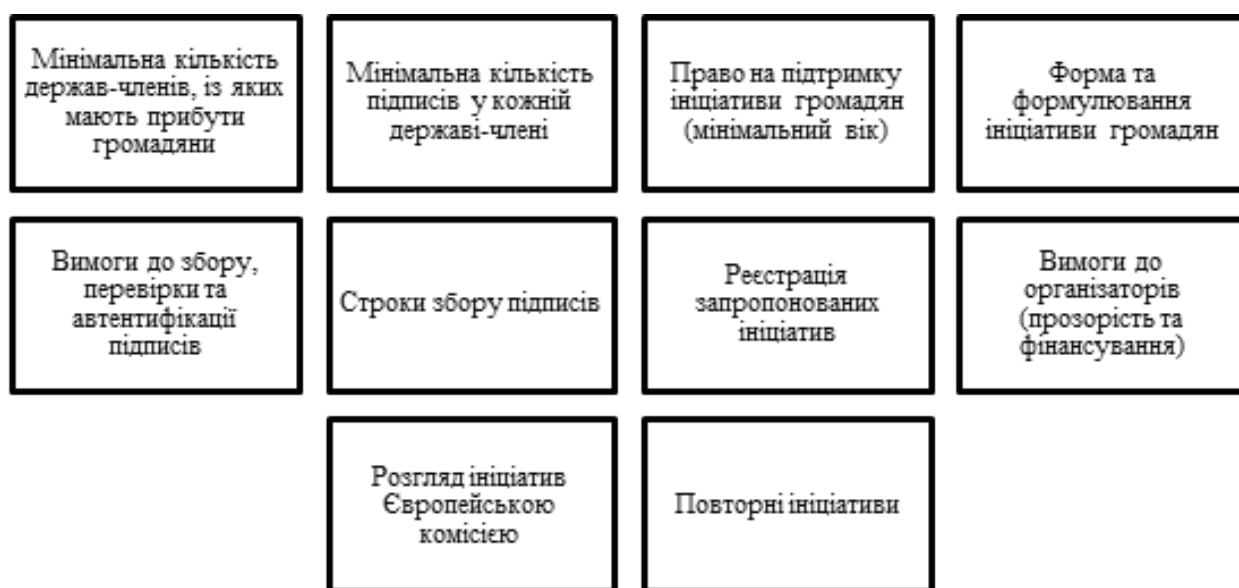 Мінімальна кількість
держав-членів, із яких
мають прибути
громадяни
Мінімальна кількість
підписів у кожній
державі-члені
Право на підтримку
ініціативи громадян
(мінімальний вік)
Форма та
формулювання
ініціативи громадян
Вимоги до збору,
перевірки та
автентифікації
підписів
Строки збору підписів
Реєстрація
запропонованих
ініціатив
Вимоги до
організаторів
(прозорість та
фінансування)
Розгляд ініціатив
Європейською
комісією
Повторні ініціативи